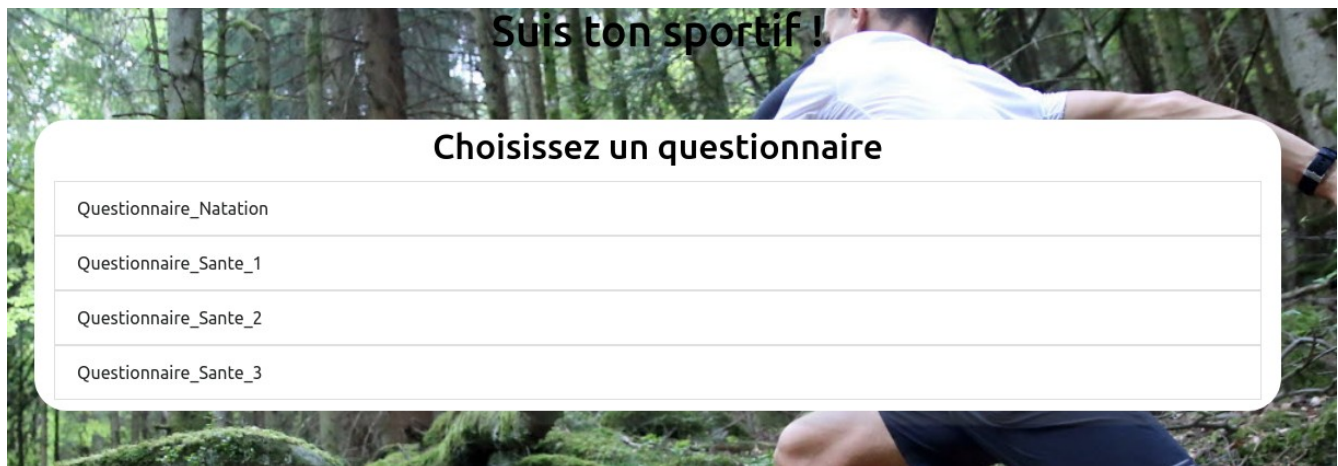 Suis ton sportif !
Choisissez un questionnaire
Questionnaire_Natation
Questionnaire_Sante_1
Questionnaire_Sante_2
Questionnaire_Sante_3